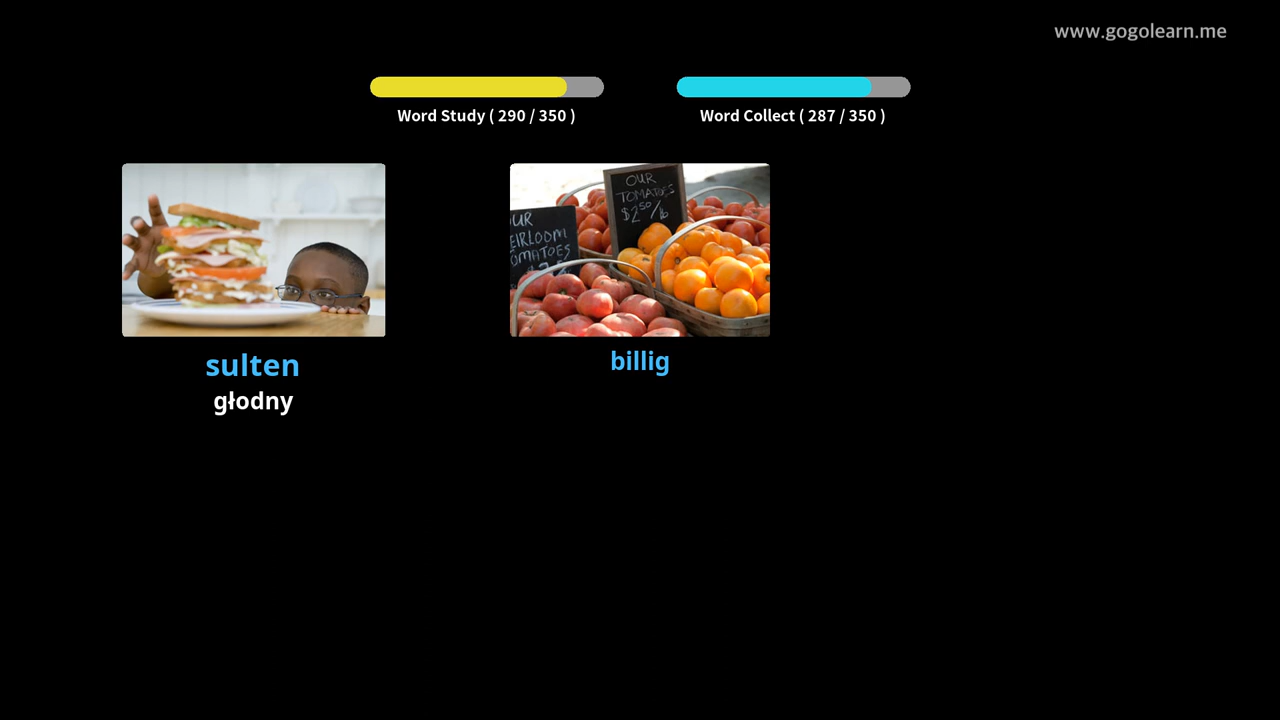 www.gogolearn.me
Word Study ( 290 / 350 )
Word Collect ( 287 / 350 )
OUR
TOMATOES
$2.50/lb
UR
EIRLOOM
OMATOES
sulten
billig
głodny